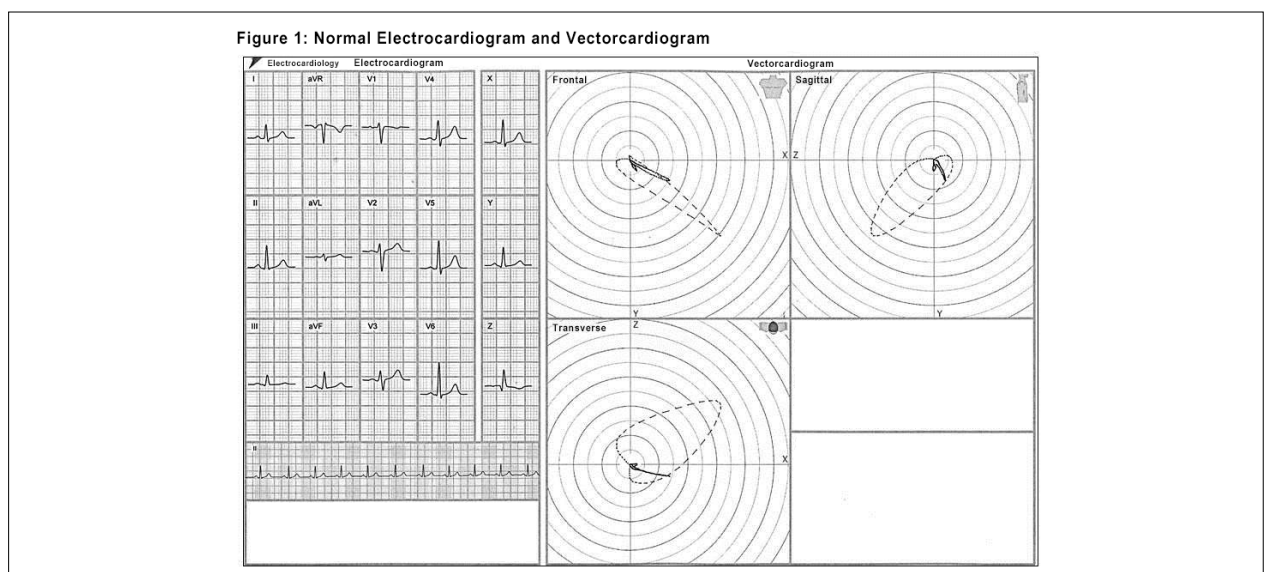 Figure 1: Normal Electrocardiogram and Vectorcardiogram
Electrocardiology Electrocardiogram Vectorcardiogram
I aVR V1 V4 X Frontal Sagittal
X Z
II aVL V2 V5 Y
Y Y
III aVF V3 V6 Z Transverse Z
X
II